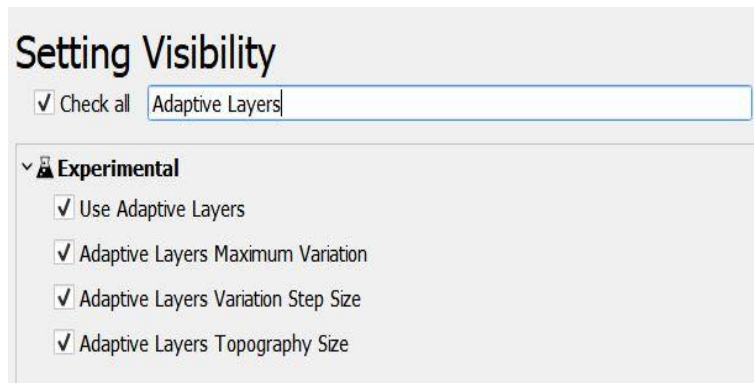 Setting Visibility
Check all Adaptive Layers
Experimental
Use Adaptive Layers
Adaptive Layers Maximum Variation
Adaptive Layers Variation Step Size
Adaptive Layers Topography Size